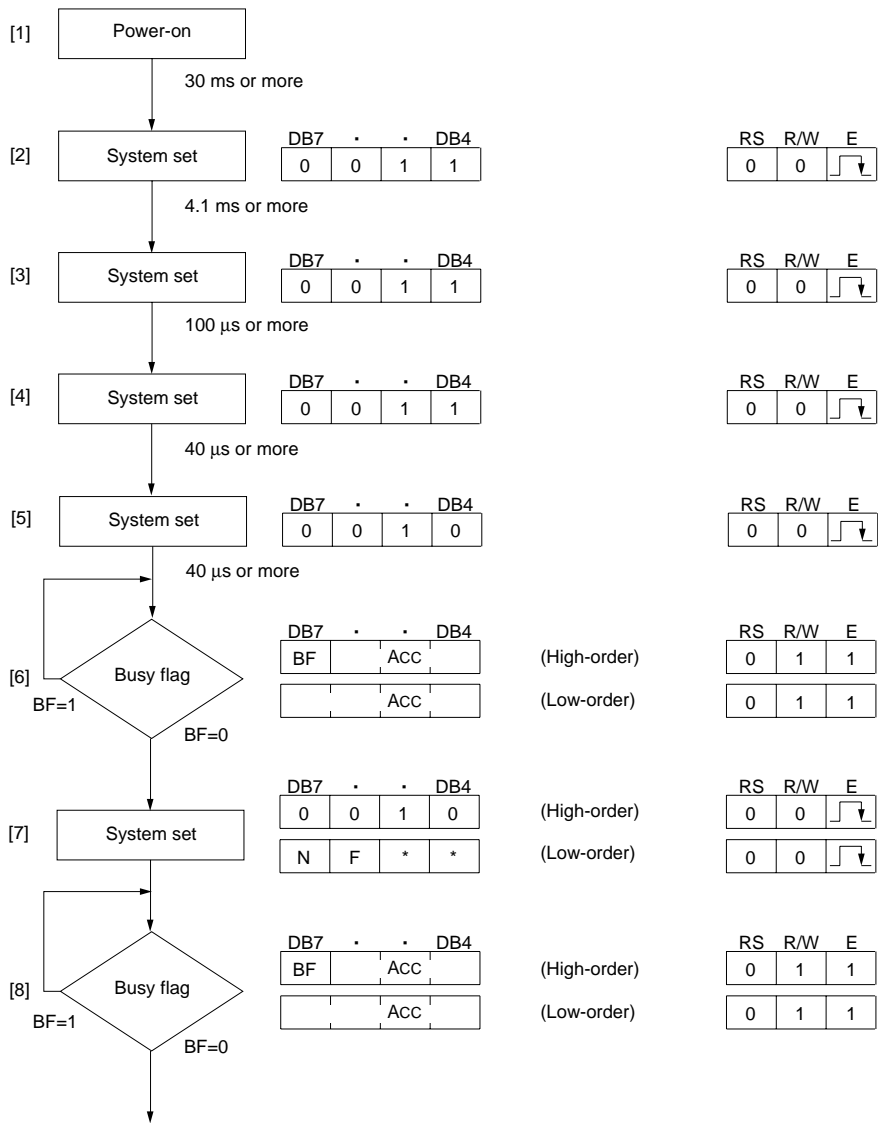 [1] Power-on
30 ms or more
DB7 · · DB4 RS R/W E
[2] System set 0 0 1 1 0 0
4.1 ms or more
DB7 · · DB4 RS R/W E
[3] System set 0 0 1 1 0 0
100 µs or more
DB7 · · DB4 RS R/W E
[4] System set 0 0 1 1 0 0
40 µs or more
DB7 · · DB4 RS R/W E
[5] System set 0 0 1 0 0 0
40 µs or more
DB7 · · DB4 RS R/W E
BF ACC (High-order) 0 1 1
[6] Busy flag
ACC (Low-order) 0 1 1
BF=1
BF=0
DB7 · · DB4 RS R/W E
0 0 1 0 (High-order) 0 0
[7] System set
N F * * (Low-order) 0 0
DB7 · · DB4 RS R/W E
BF ACC (High-order) 0 1 1
[8] Busy flag
ACC (Low-order) 0 1 1
BF=1
BF=0